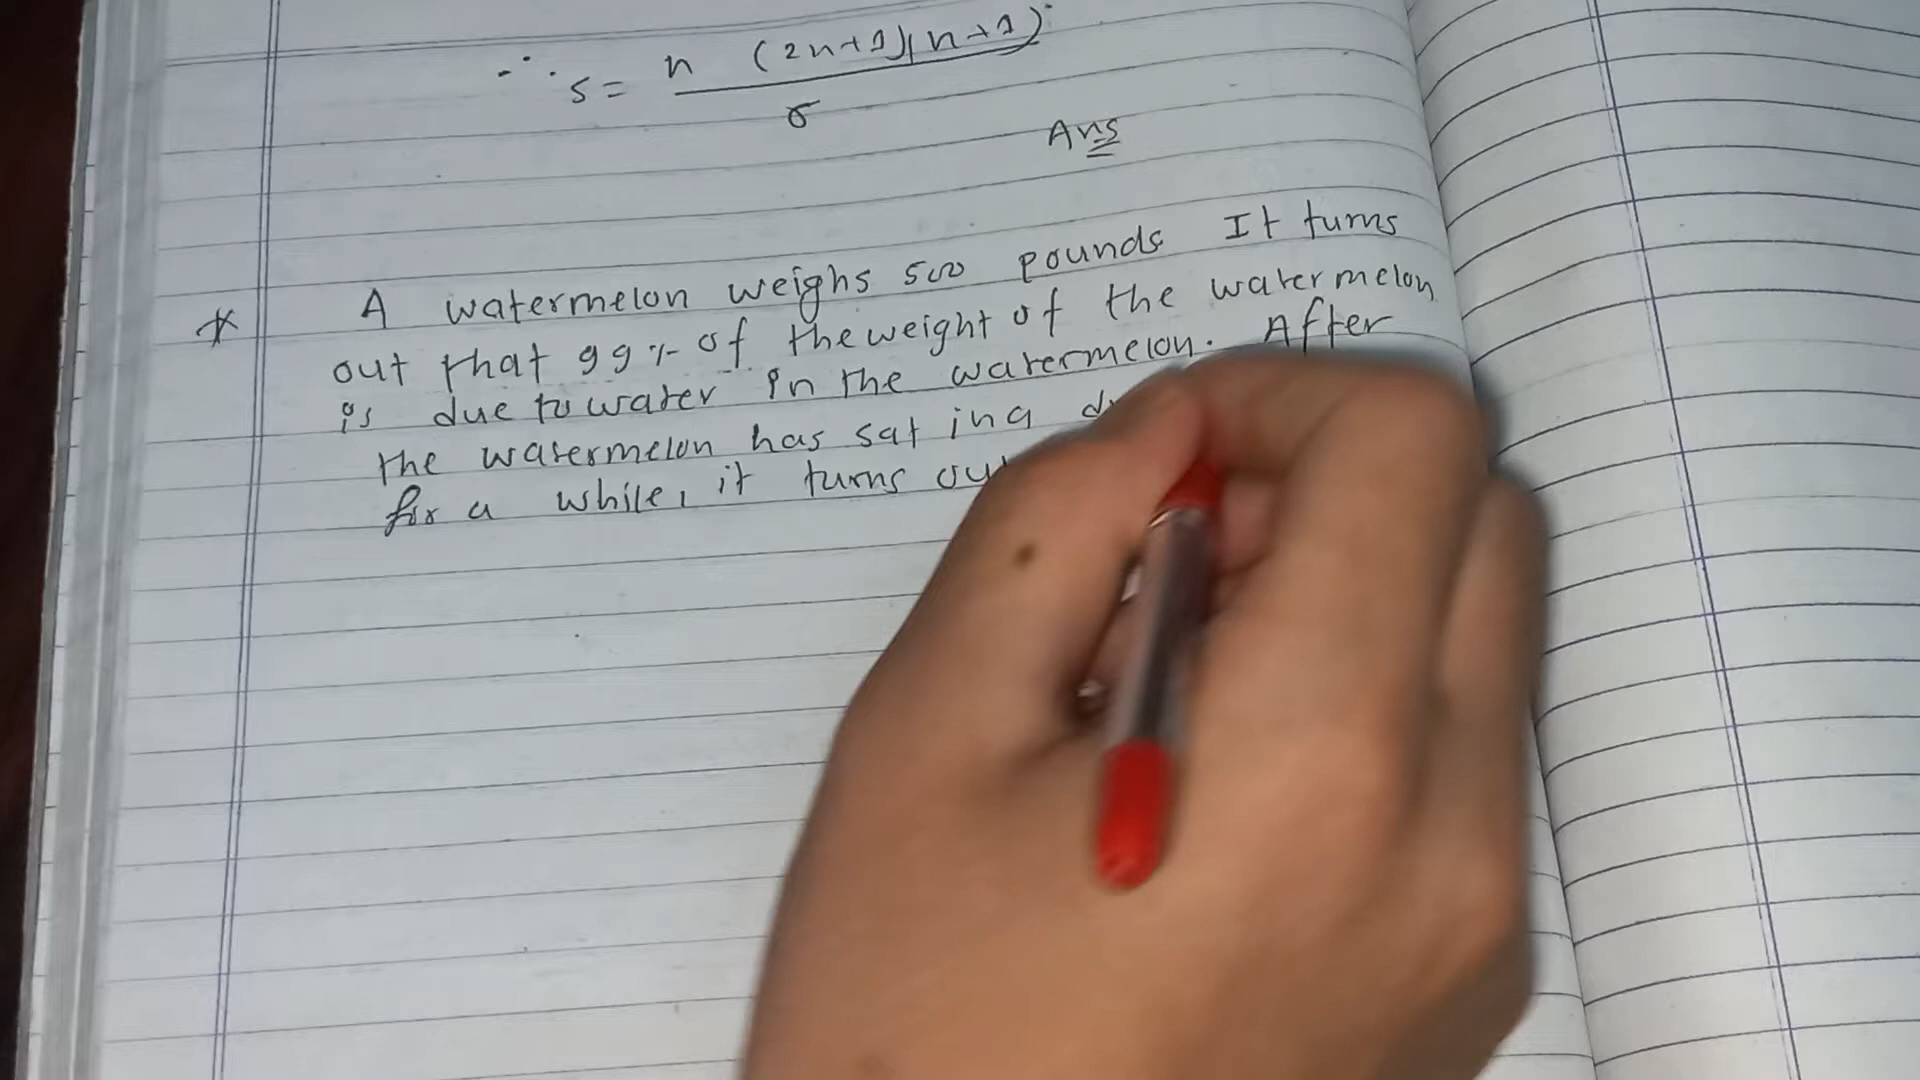 ∴ s = n (2n+1)(n+1)
6
Ans
* A watermelon weighs 500 pounds It turns
out that 99% of the weight of the watermelon
is due to water in the watermelon. After
the watermelon has sat in a
for a while, it turns